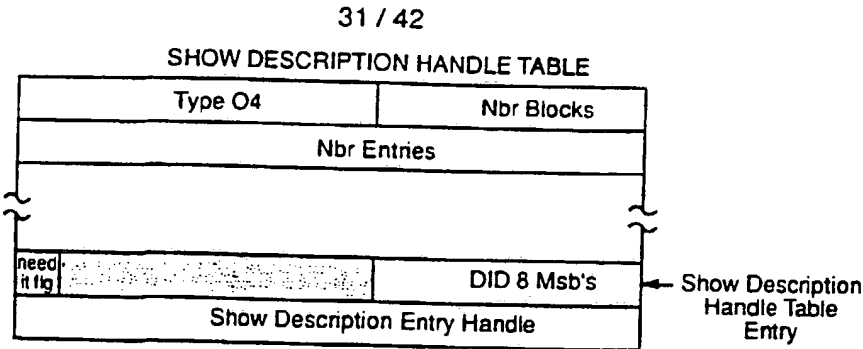 31 / 42
SHOW DESCRIPTION HANDLE TABLE
Type O4
Nbr Blocks
Nbr Entries
need
it flg
DID 8 Msb's
Show Description Entry Handle
Show Description
Handle Table
Entry